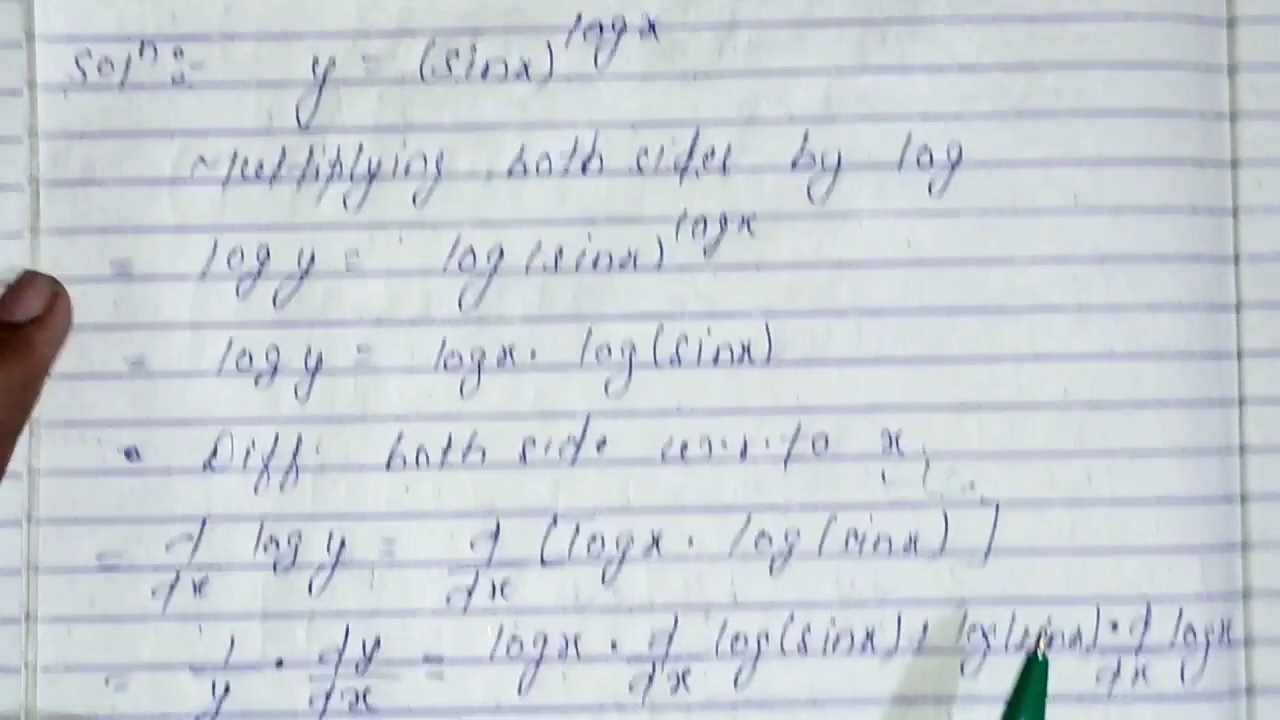 Solⁿ:- y = (sinx)^logx
Multiplying both sides by log
= log y = log(sinx)^logx
= log y = logx · log(sinx)
• Diff. both side w.r.to x,
= d/dx log y = d/dx [logx · log(sinx)]
= 1/y · dy/dx = logx · d/dx log(sinx) + log(sinx) · d/dx logx